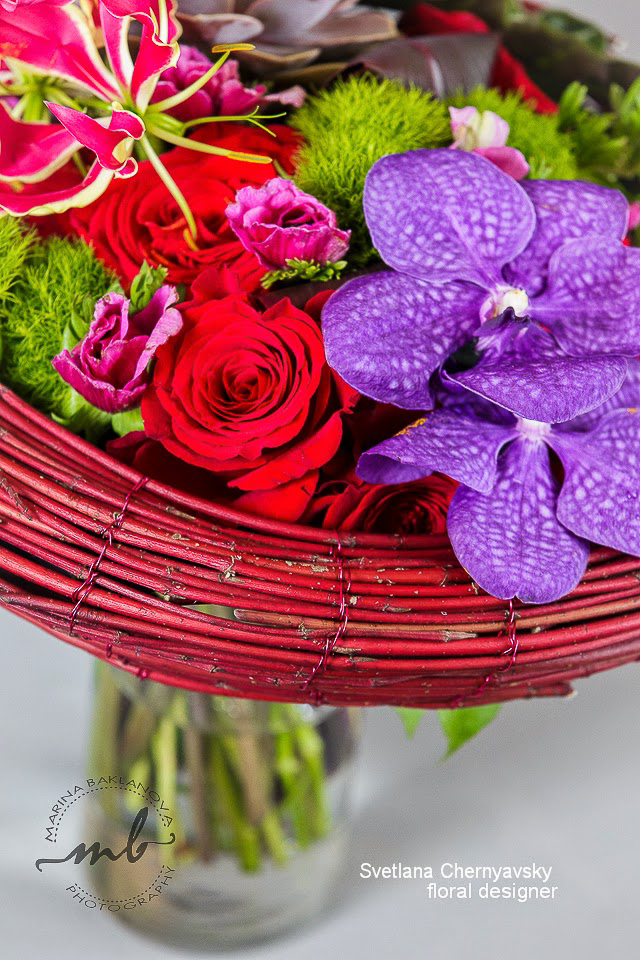 MARINA BAKLANOVA
mb
PHOTOGRAPHY
Svetlana Chernyavsky
floral designer